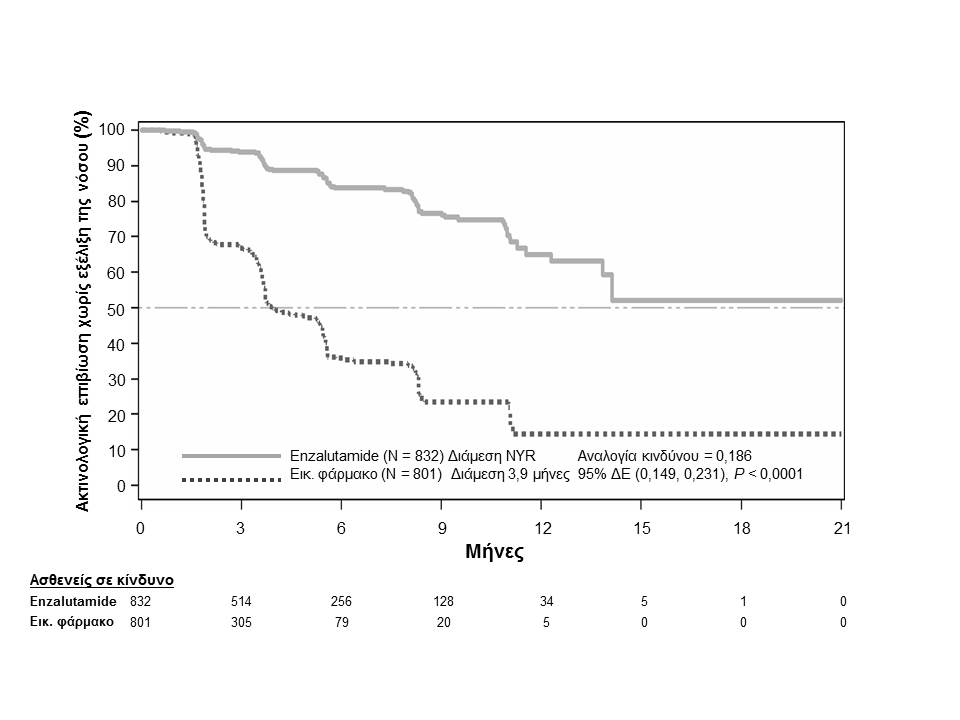 Ακτινολογική επιβίωση χωρίς εξέλιξη της νόσου (%)
100
90
80
70
60
50
40
30
20
10
0
Enzalutamide (N = 832) Διάμεση NYR Αναλογία κινδύνου = 0,186
Εικ. φάρμακο (N = 801) Διάμεση 3,9 μήνες 95% ΔΕ (0,149, 0,231), P < 0,0001
0 3 6 9 12 15 18 21
Μήνες
Ασθενείς σε κίνδυνο
Enzalutamide 832 514 256 128 34 5 1 0
Εικ. φάρμακο 801 305 79 20 5 0 0 0